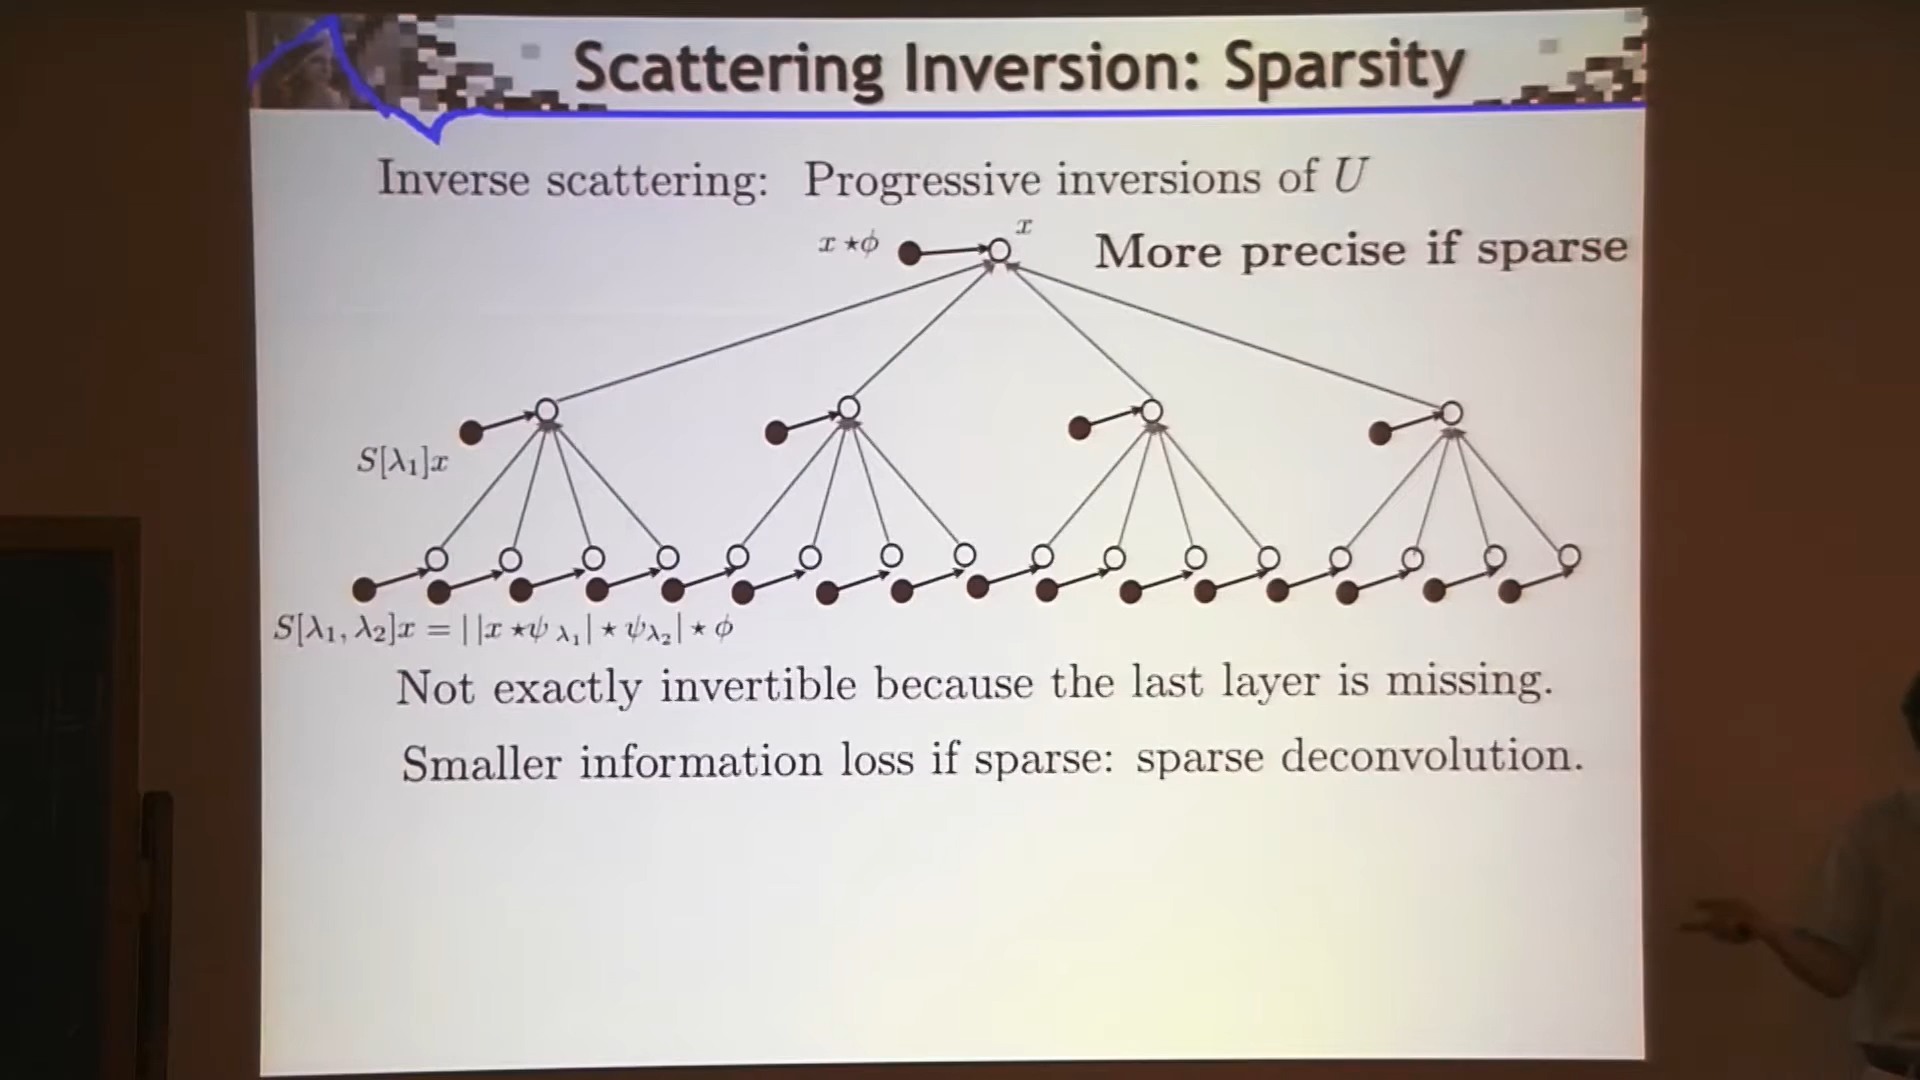 Scattering Inversion: Sparsity
Inverse scattering: Progressive inversions of U
x ⋆ ϕ
x
More precise if sparse
S[λ₁]x
S[λ₁, λ₂]x = | |x ⋆ ψ λ₁| ⋆ ψλ₂| ⋆ ϕ
Not exactly invertible because the last layer is missing.
Smaller information loss if sparse: sparse deconvolution.